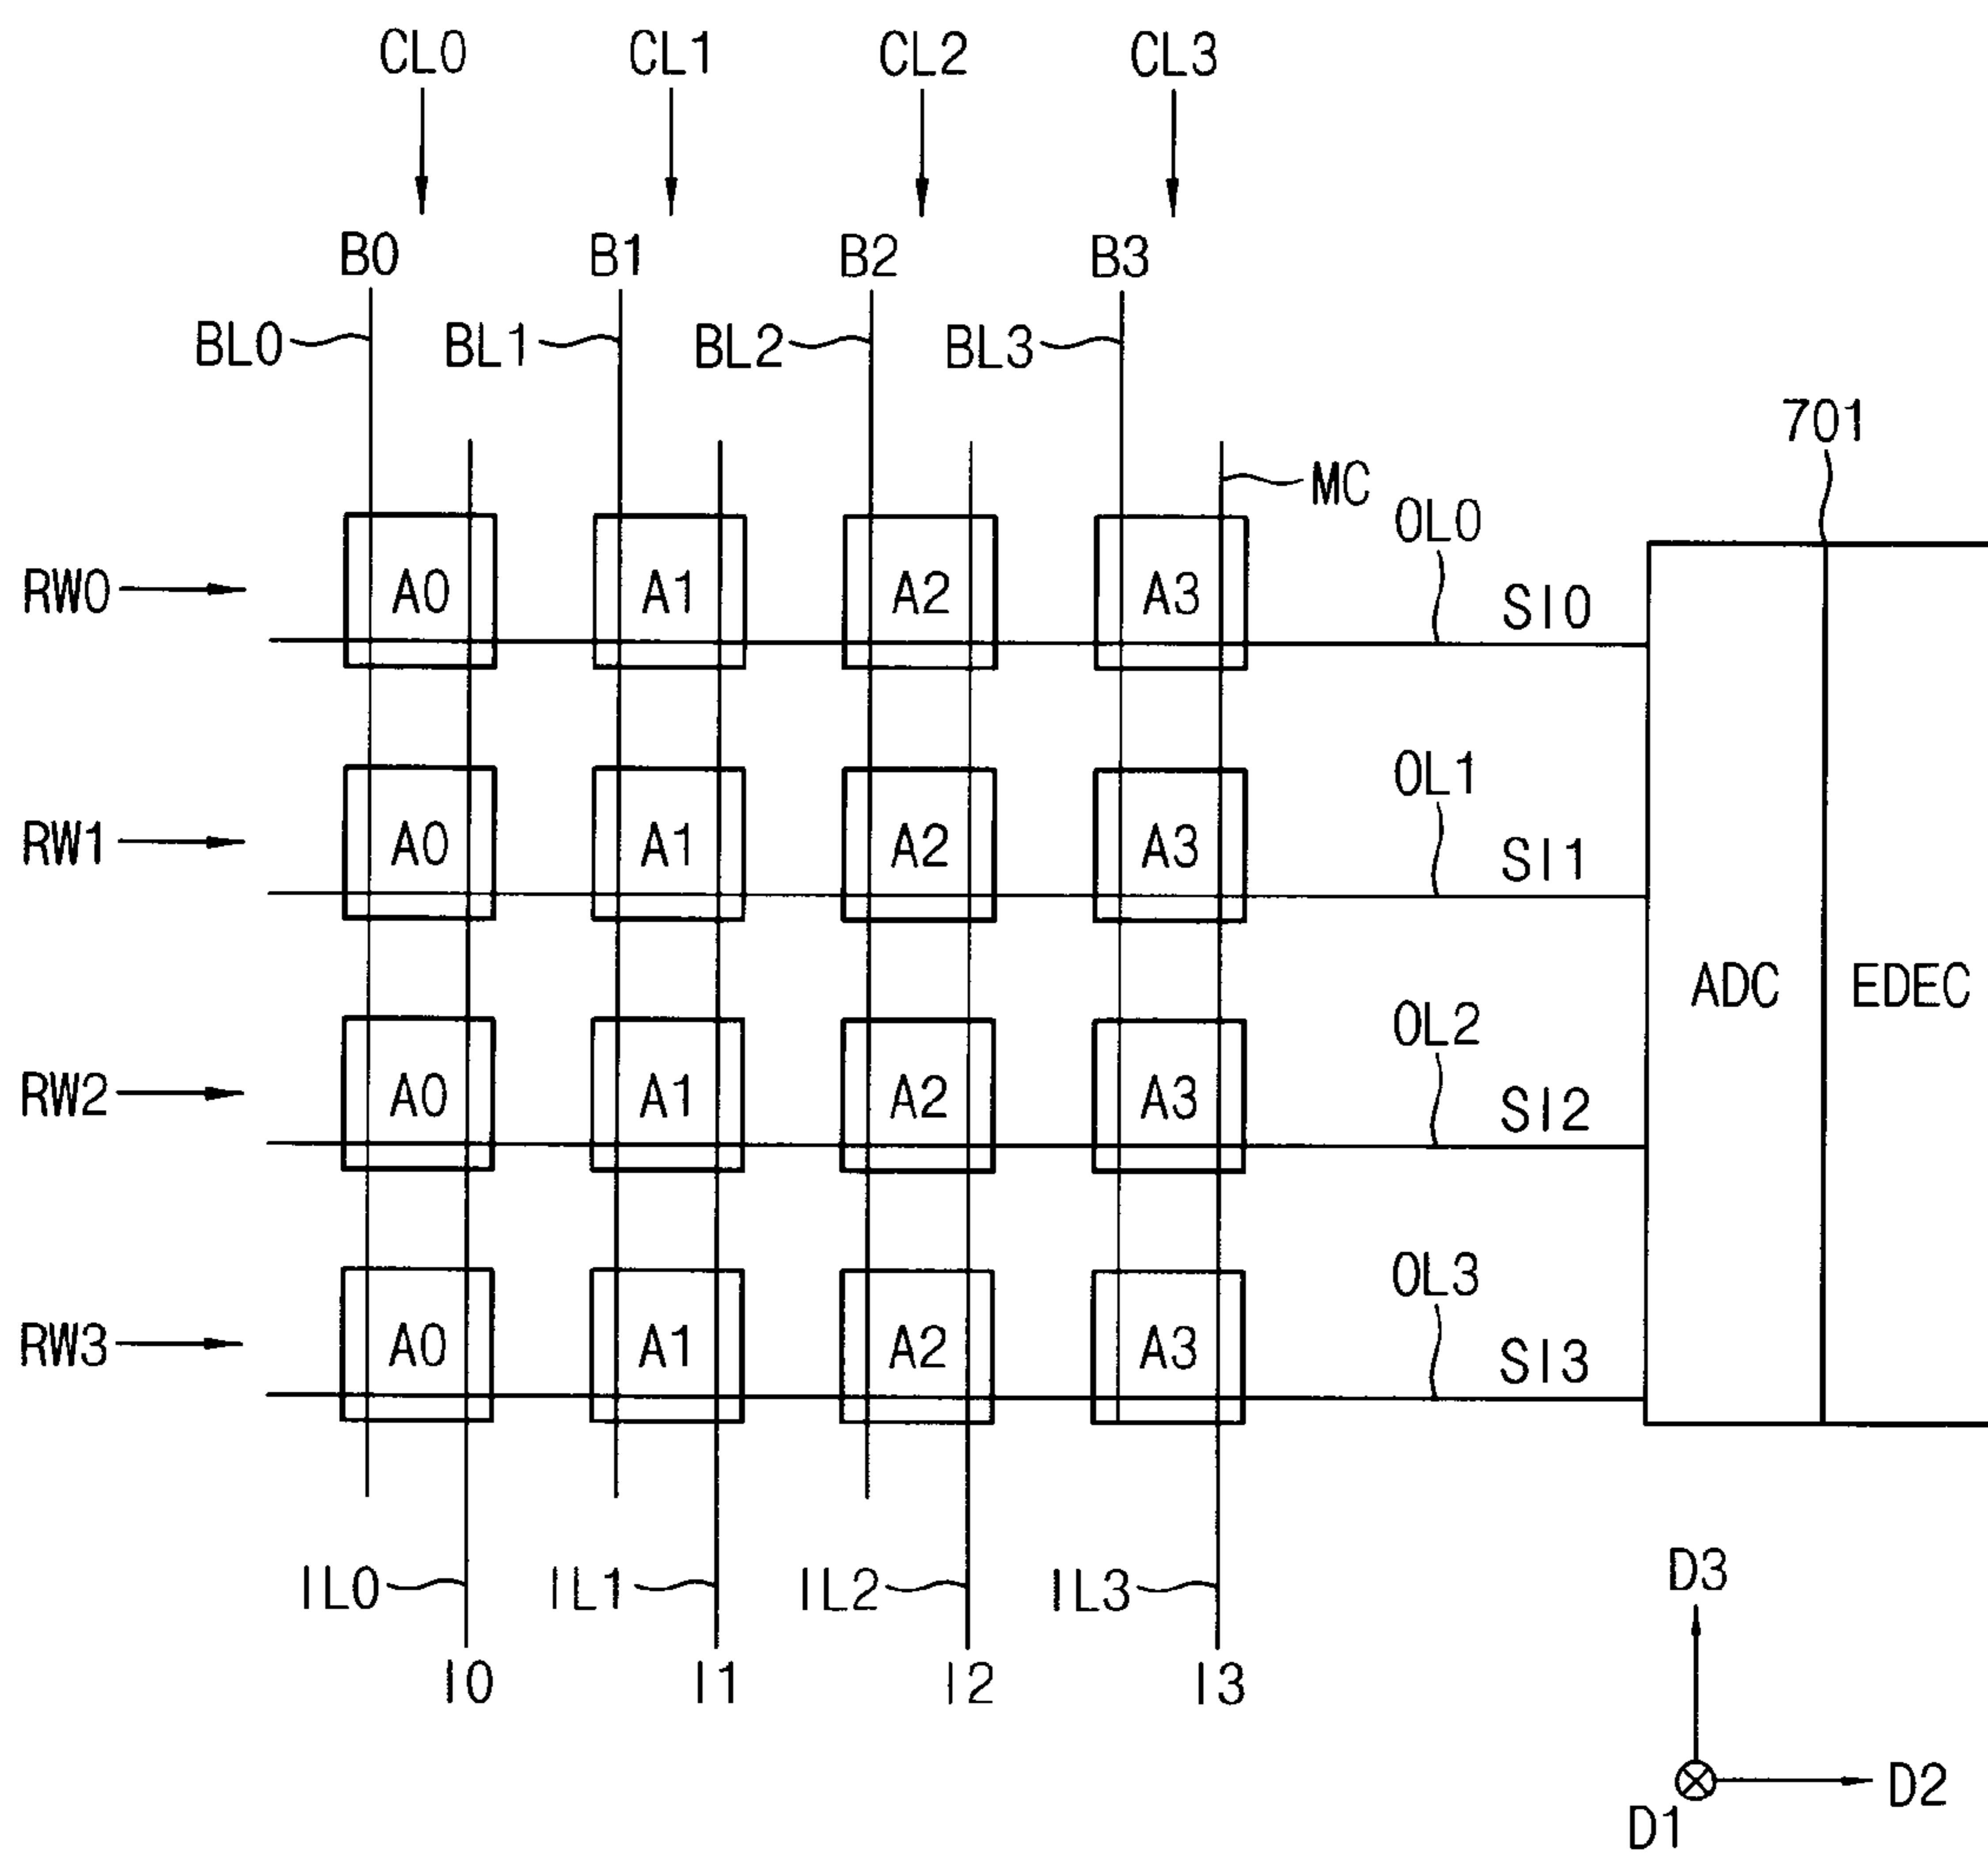 CL0 CL1 CL2 CL3
B0 B1 B2 B3
BL0 BL1 BL2 BL3
701
MC
OL0
RW0 A0 A1 A2 A3 SI0
OL1
RW1 A0 A1 A2 A3 SI1
ADC EDEC
OL2
RW2 A0 A1 A2 A3 SI2
OL3
RW3 A0 A1 A2 A3 SI3
IL0 IL1 IL2 IL3
D3
I0 I1 I2 I3
D2
D1